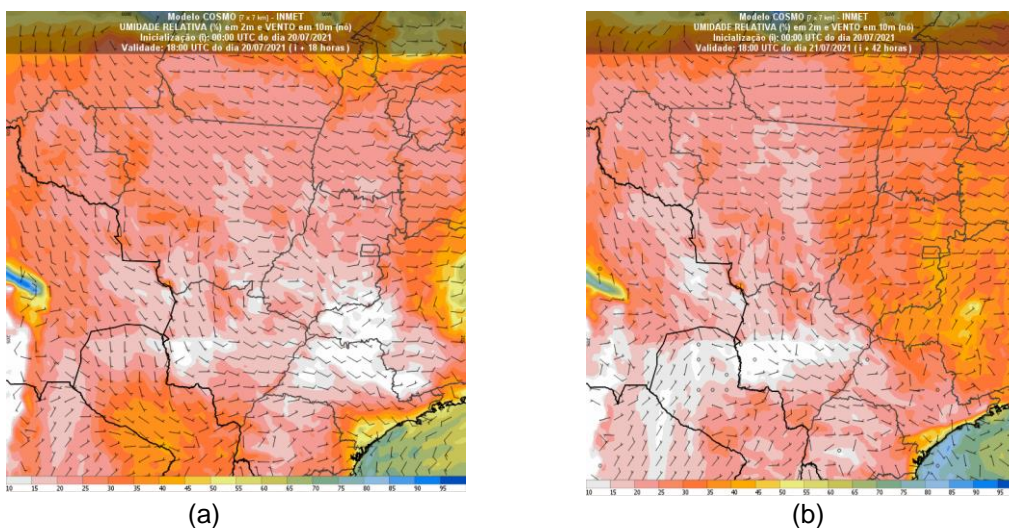 Modelo COSMO [7 x 7 km] - INMET
UMIDADE RELATIVA (%) em 2m e VENTO em 10m (nó)
Inicialização (i): 00:00 UTC do dia 20/07/2021
Validade: 18:00 UTC do dia 20/07/2021 ( i + 18 horas )
10 15 20 25 30 35 40 45 50 55 60 65 70 75 80 85 90 95
(a)
Modelo COSMO [7 x 7 km] - INMET
UMIDADE RELATIVA (%) em 2m e VENTO em 10m (nó)
Inicialização (i): 00:00 UTC do dia 20/07/2021
Validade: 18:00 UTC do dia 21/07/2021 ( i + 42 horas )
10 15 20 25 30 35 40 45 50 55 60 65 70 75 80 85 90 95
(b)